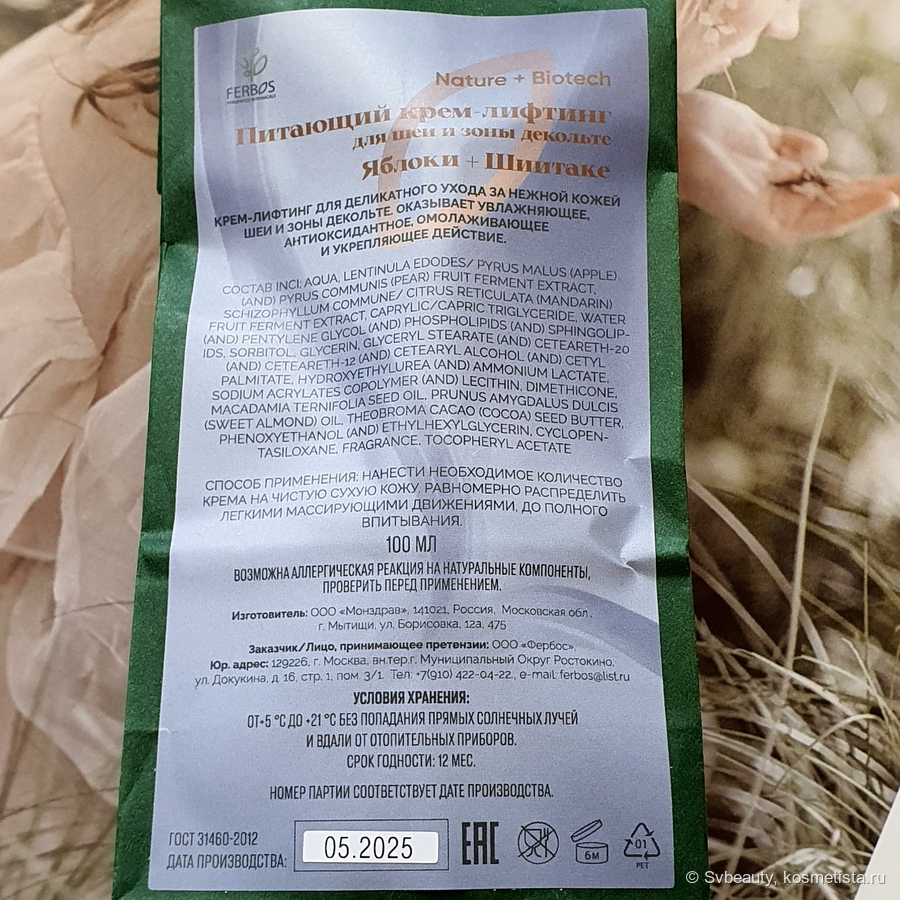 FERBOS
Nature + Biotech
Питающий крем-лифтинг
для шеи и зоны декольте
Яблоки + Шиитаке
КРЕМ-ЛИФТИНГ ДЛЯ ДЕЛИКАТНОГО УХОДА ЗА НЕЖНОЙ КОЖЕЙ
ШЕИ И ЗОНЫ ДЕКОЛЬТЕ. ОКАЗЫВАЕТ УВЛАЖНЯЮЩЕЕ,
АНТИОКСИДАНТНОЕ, ОМОЛАЖИВАЮЩЕЕ
И УКРЕПЛЯЮЩЕЕ ДЕЙСТВИЕ.
СОСТАВ INCI: AQUA, LENTINULA EDODES/ PYRUS MALUS (APPLE)
(AND) PYRUS COMMUNIS (PEAR) FRUIT FERMENT EXTRACT,
SCHIZOPHYLLUM COMMUNE/ CITRUS RETICULATA (MANDARIN)
FRUIT FERMENT EXTRACT, CAPRYLIC/CAPRIC TRIGLYCERIDE, WATER
(AND) PENTYLENE GLYCOL (AND) PHOSPHOLIPIDS (AND) SPHINGOLIP-
IDS, SORBITOL, GLYCERIN, GLYCERYL STEARATE (AND) CETEARETH-20
(AND) CETEARETH-12 (AND) CETEARYL ALCOHOL (AND) CETYL
PALMITATE, HYDROXYETHYLUREA (AND) AMMONIUM LACTATE,
SODIUM ACRYLATES COPOLYMER (AND) LECITHIN, DIMETHICONE,
MACADAMIA TERNIFOLIA SEED OIL, PRUNUS AMYGDALUS DULCIS
(SWEET ALMOND) OIL, THEOBROMA CACAO (COCOA) SEED BUTTER,
PHENOXYETHANOL (AND) ETHYLHEXYLGLYCERIN, CYCLOPEN-
TASILOXANE, FRAGRANCE, TOCOPHERYL ACETATE
СПОСОБ ПРИМЕНЕНИЯ: НАНЕСТИ НЕОБХОДИМОЕ КОЛИЧЕСТВО
КРЕМА НА ЧИСТУЮ СУХУЮ КОЖУ, РАВНОМЕРНО РАСПРЕДЕЛИТЬ
ЛЕГКИМИ МАССИРУЮЩИМИ ДВИЖЕНИЯМИ, ДО ПОЛНОГО
ВПИТЫВАНИЯ.
100 МЛ
ВОЗМОЖНА АЛЛЕРГИЧЕСКАЯ РЕАКЦИЯ НА НАТУРАЛЬНЫЕ КОМПОНЕНТЫ,
ПРОВЕРИТЬ ПЕРЕД ПРИМЕНЕНИЕМ.
Изготовитель: ООО «Монздрав», 141021, Россия, Московская обл.,
г. Мытищи, ул. Борисовка, 12а, 475
Заказчик/Лицо, принимающее претензии: ООО «Фербос»,
Юр. адрес: 129226, г. Москва, вн.тер.г. Муниципальный Округ Ростокино,
ул. Докукина, д. 16, стр. 1, пом. 3/1. Тел: +7(910) 422-04-22., e-mail: ferbos@list.ru
УСЛОВИЯ ХРАНЕНИЯ:
ОТ+5 °С ДО +21 °С БЕЗ ПОПАДАНИЯ ПРЯМЫХ СОЛНЕЧНЫХ ЛУЧЕЙ
И ВДАЛИ ОТ ОТОПИТЕЛЬНЫХ ПРИБОРОВ.
СРОК ГОДНОСТИ: 12 МЕС.
НОМЕР ПАРТИИ СООТВЕТСТВУЕТ ДАТЕ ПРОИЗВОДСТВА.
ГОСТ 31460-2012
ДАТА ПРОИЗВОДСТВА:
05.2025
ЕАС
6М
01
PET
© Svbeauty, kosmetista.ru